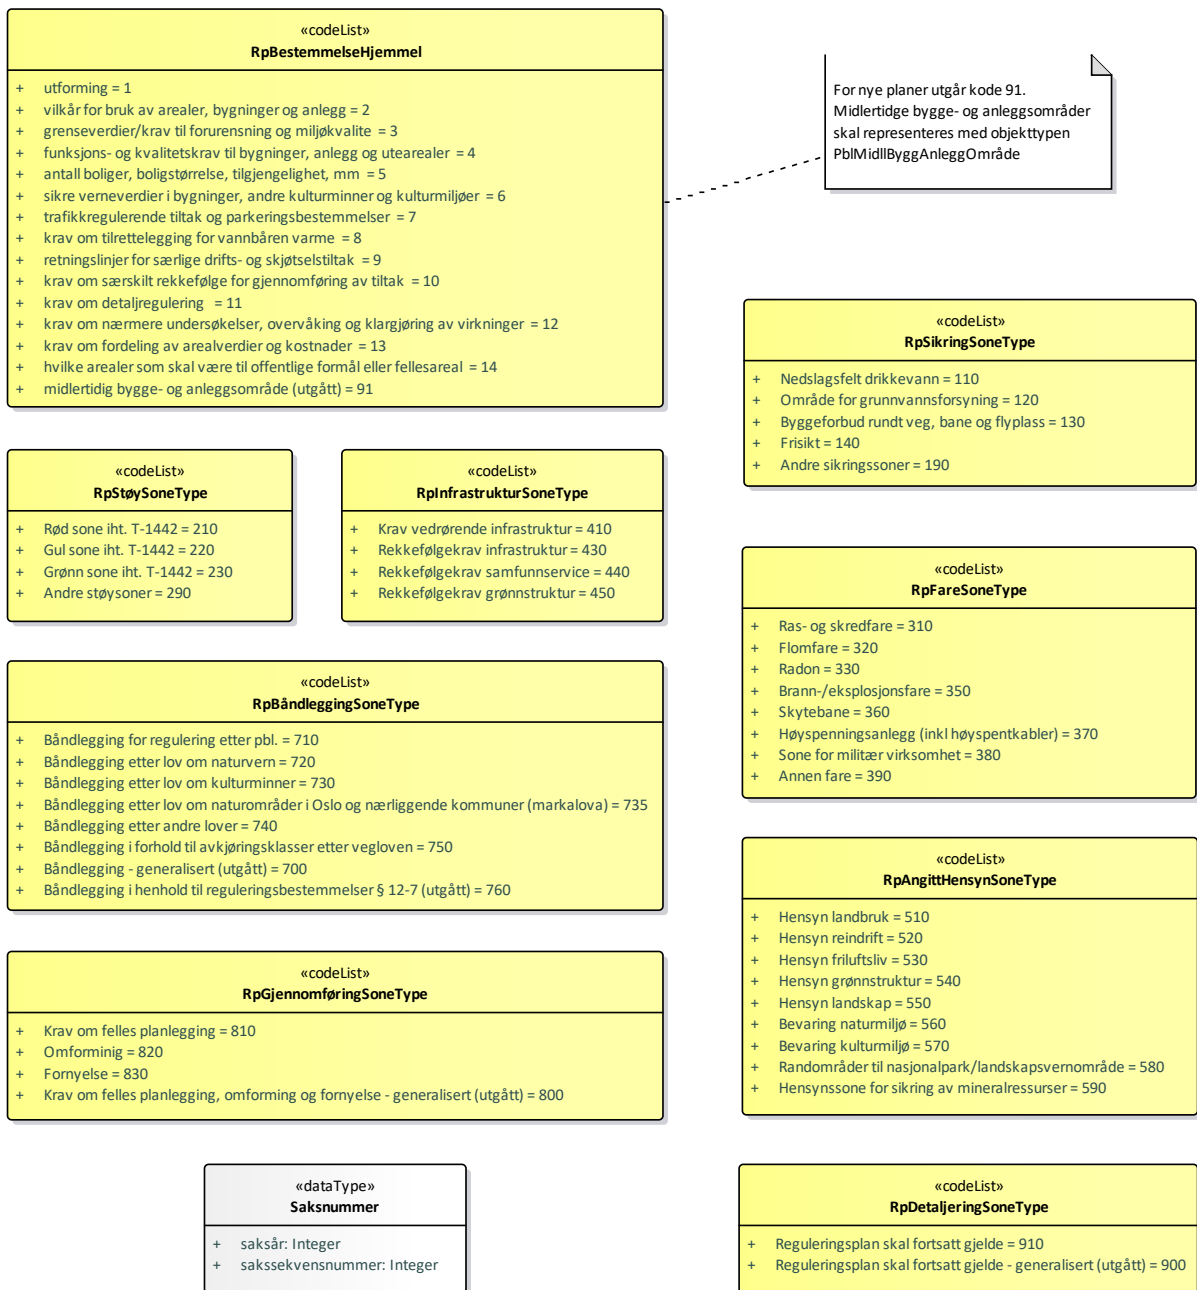 «codeList»
RpBestemmelseHjemmel
+ utforming = 1
+ vilkår for bruk av arealer, bygninger og anlegg = 2
+ grenseverdier/krav til forurensning og miljøkvalite = 3
+ funksjons- og kvalitetskrav til bygninger, anlegg og utearealer = 4
+ antall boliger, boligstørrelse, tilgjengelighet, mm = 5
+ sikre verneverdier i bygninger, andre kulturminner og kulturmiljøer = 6
+ trafikkregulerende tiltak og parkeringsbestemmelser = 7
+ krav om tilrettelegging for vannbåren varme = 8
+ retningslinjer for særlige drifts- og skjøtselstiltak = 9
+ krav om særskilt rekkefølge for gjennomføring av tiltak = 10
+ krav om detaljregulering = 11
+ krav om nærmere undersøkelser, overvåking og klargjøring av virkninger = 12
+ krav om fordeling av arealverdier og kostnader = 13
+ hvilke arealer som skal være til offentlige formål eller fellesareal = 14
+ midlertidig bygge- og anleggsområde (utgått) = 91
For nye planer utgår kode 91.
Midlertidge bygge- og anleggsområder
skal representeres med objekttypen
PblMidllByggAnleggOmråde
«codeList»
RpSikringSoneType
+ Nedslagsfelt drikkevann = 110
+ Område for grunnvannsforsyning = 120
+ Byggeforbud rundt veg, bane og flyplass = 130
+ Frisikt = 140
+ Andre sikringssoner = 190
«codeList»
RpStøySoneType
+ Rød sone iht. T-1442 = 210
+ Gul sone iht. T-1442 = 220
+ Grønn sone iht. T-1442 = 230
+ Andre støysoner = 290
«codeList»
RpInfrastrukturSoneType
+ Krav vedrørende infrastruktur = 410
+ Rekkefølgekrav infrastruktur = 430
+ Rekkefølgekrav samfunnservice = 440
+ Rekkefølgekrav grønnstruktur = 450
«codeList»
RpFareSoneType
+ Ras- og skredfare = 310
+ Flomfare = 320
+ Radon = 330
+ Brann-/eksplosjonsfare = 350
+ Skytebane = 360
+ Høyspenningsanlegg (inkl høyspentkabler) = 370
+ Sone for militær virksomhet = 380
+ Annen fare = 390
«codeList»
RpBåndleggingSoneType
+ Båndlegging for regulering etter pbl. = 710
+ Båndlegging etter lov om naturvern = 720
+ Båndlegging etter lov om kulturminner = 730
+ Båndlegging etter lov om naturområder i Oslo og nærliggende kommuner (markalova) = 735
+ Båndlegging etter andre lover = 740
+ Båndlegging i forhold til avkjøringsklasser etter vegloven = 750
+ Båndlegging - generalisert (utgått) = 700
+ Båndlegging i henhold til reguleringsbestemmelser § 12-7 (utgått) = 760
«codeList»
RpAngittHensynSoneType
+ Hensyn landbruk = 510
+ Hensyn reindrift = 520
+ Hensyn friluftsliv = 530
+ Hensyn grønnstruktur = 540
+ Hensyn landskap = 550
+ Bevaring naturmiljø = 560
+ Bevaring kulturmiljø = 570
+ Randområder til nasjonalpark/landskapsvernområde = 580
+ Hensynssone for sikring av mineralressurser = 590
«codeList»
RpGjennomføringSoneType
+ Krav om felles planlegging = 810
+ Omforminig = 820
+ Fornyelse = 830
+ Krav om felles planlegging, omforming og fornyelse - generalisert (utgått) = 800
«dataType»
Saksnummer
+ saksår: Integer
+ sakssekvensnummer: Integer
«codeList»
RpDetaljeringSoneType
+ Reguleringsplan skal fortsatt gjelde = 910
+ Reguleringsplan skal fortsatt gjelde - generalisert (utgått) = 900